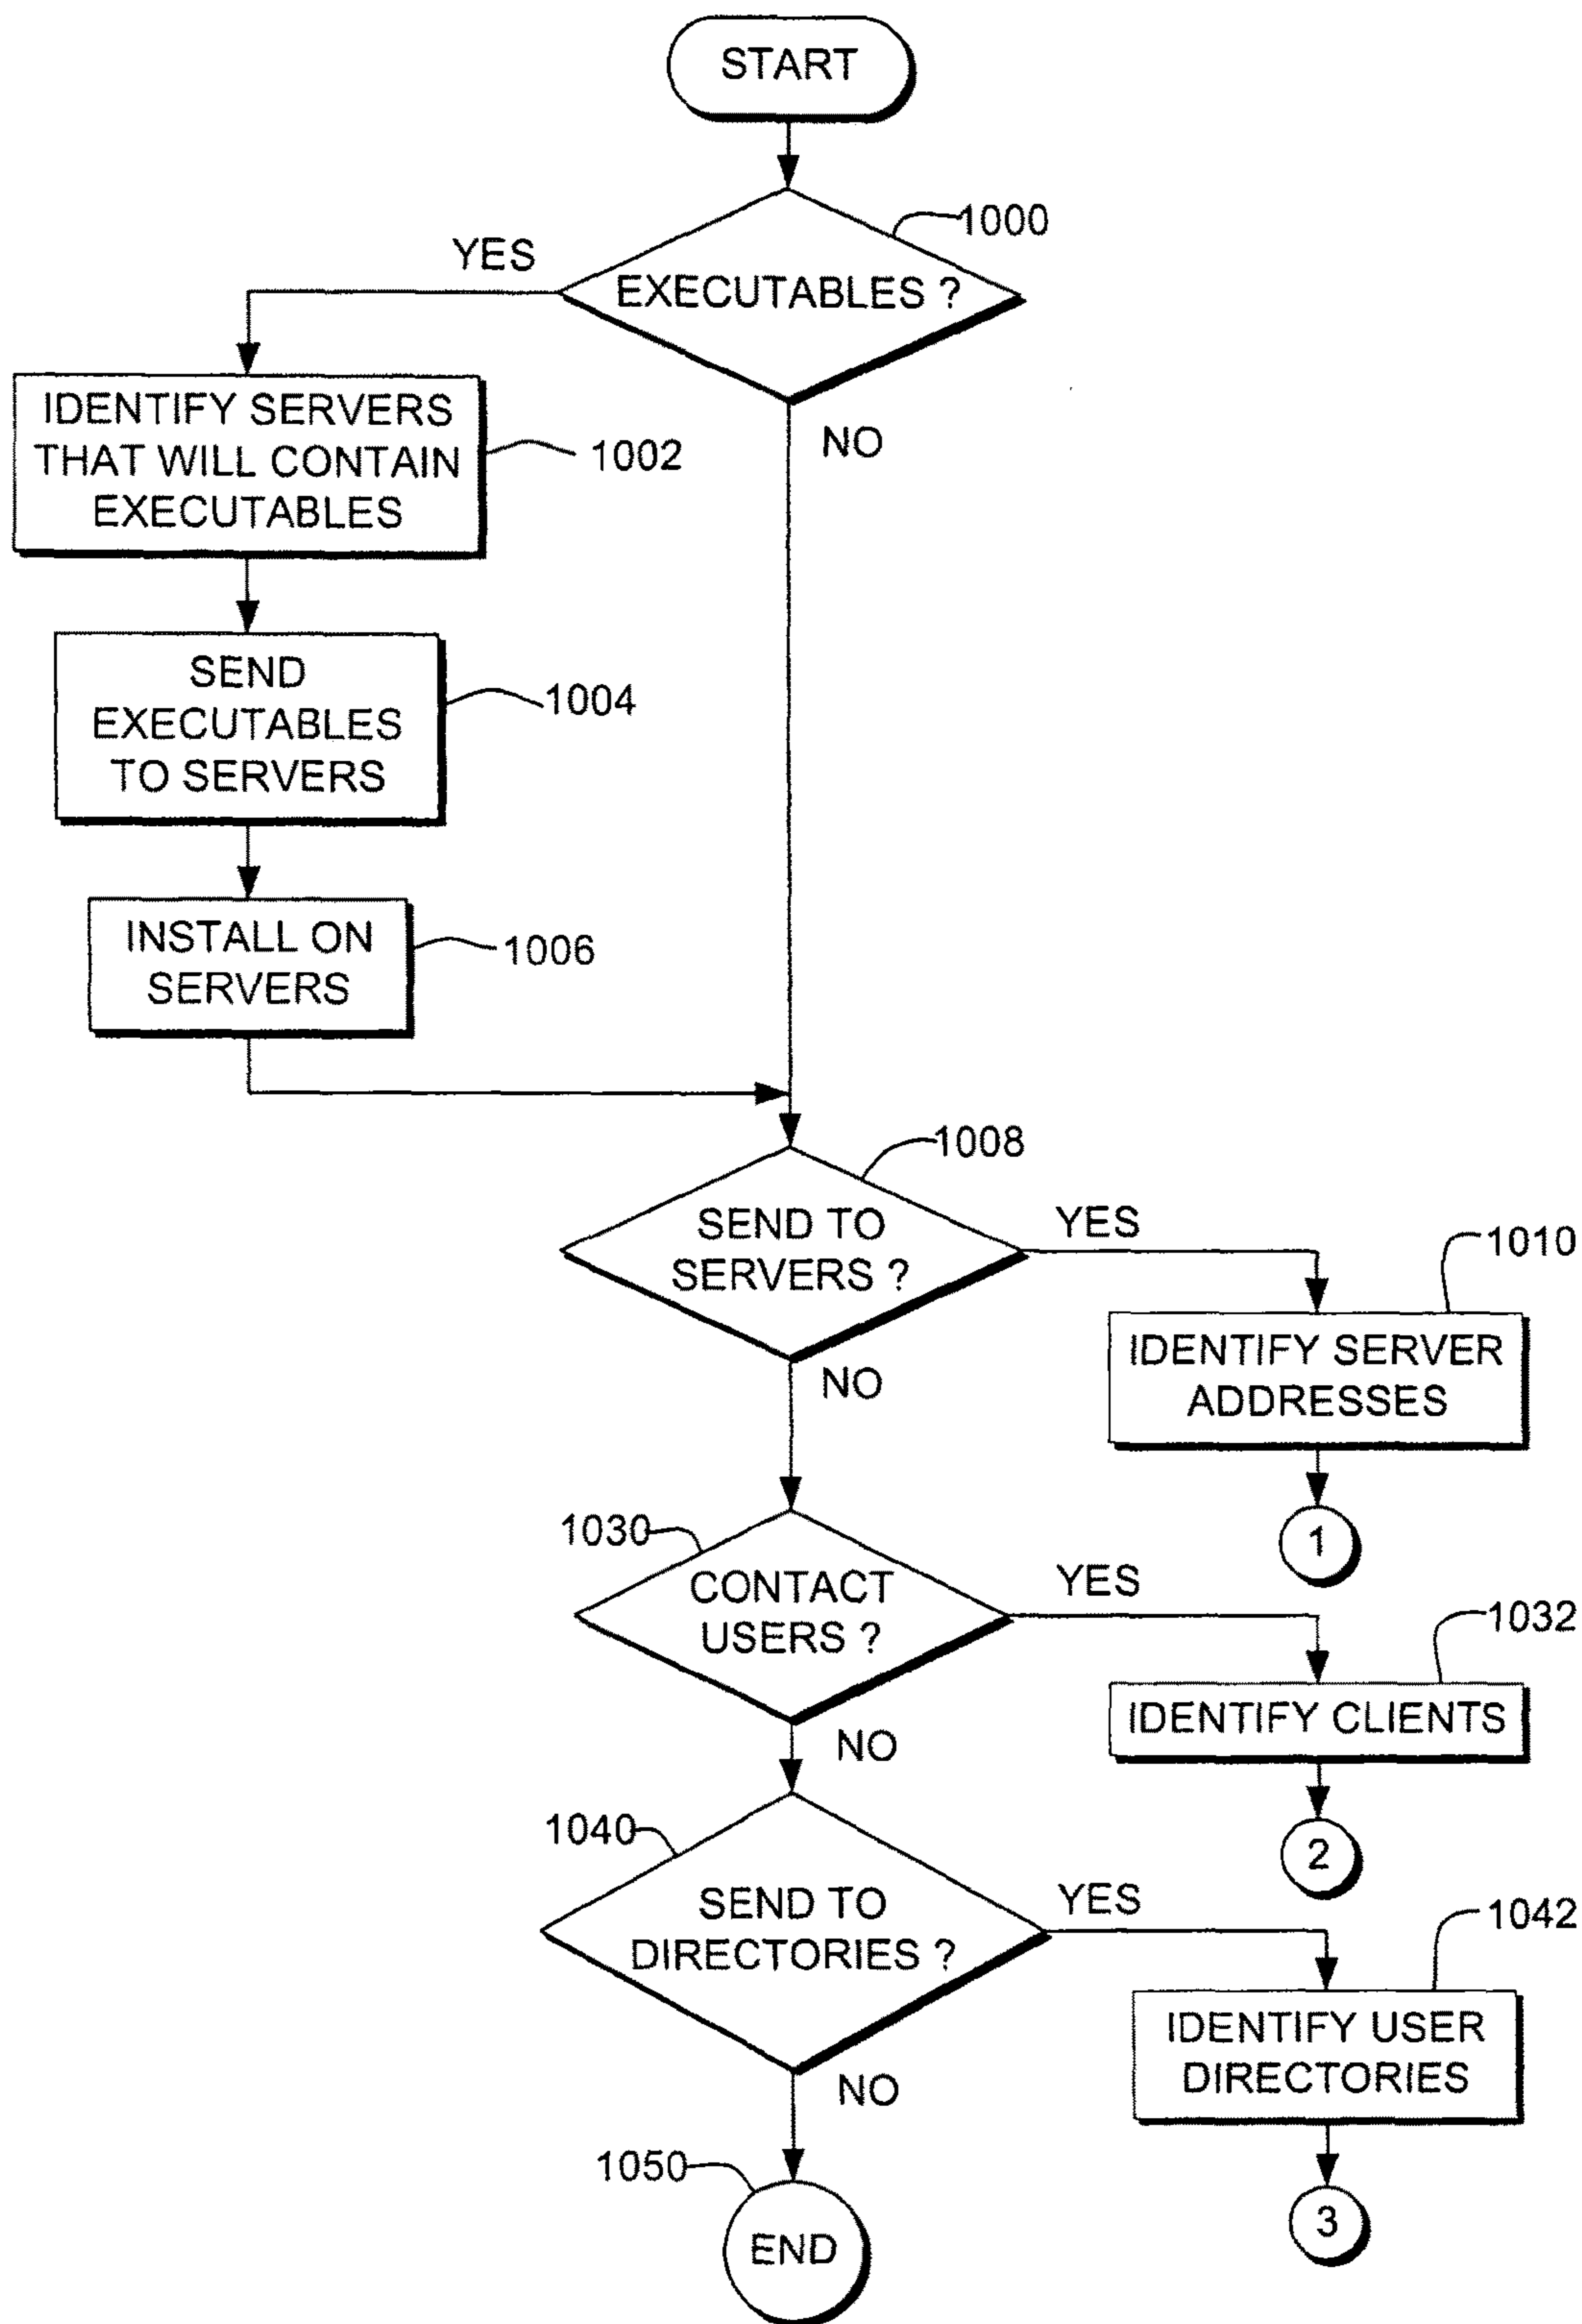 START
1000
YES
EXECUTABLES ?
IDENTIFY SERVERS
THAT WILL CONTAIN
EXECUTABLES
1002
NO
SEND
EXECUTABLES
TO SERVERS
1004
INSTALL ON
SERVERS
1006
1008
SEND TO
SERVERS ?
YES
1010
IDENTIFY SERVER
ADDRESSES
NO
1
1030
CONTACT
USERS ?
YES
1032
IDENTIFY CLIENTS
NO
2
1040
SEND TO
DIRECTORIES ?
YES
1042
IDENTIFY USER
DIRECTORIES
NO
3
1050
END